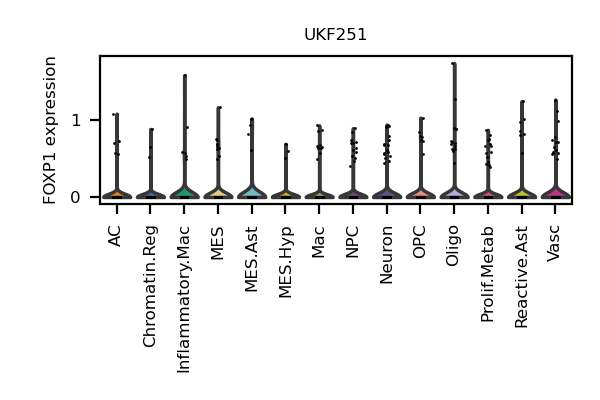 UKF251
FOXP1 expression
1
0
AC
Chromatin.Reg
Inflammatory.Mac
MES
MES.Ast
MES.Hyp
Mac
NPC
Neuron
OPC
Oligo
Prolif.Metab
Reactive.Ast
Vasc